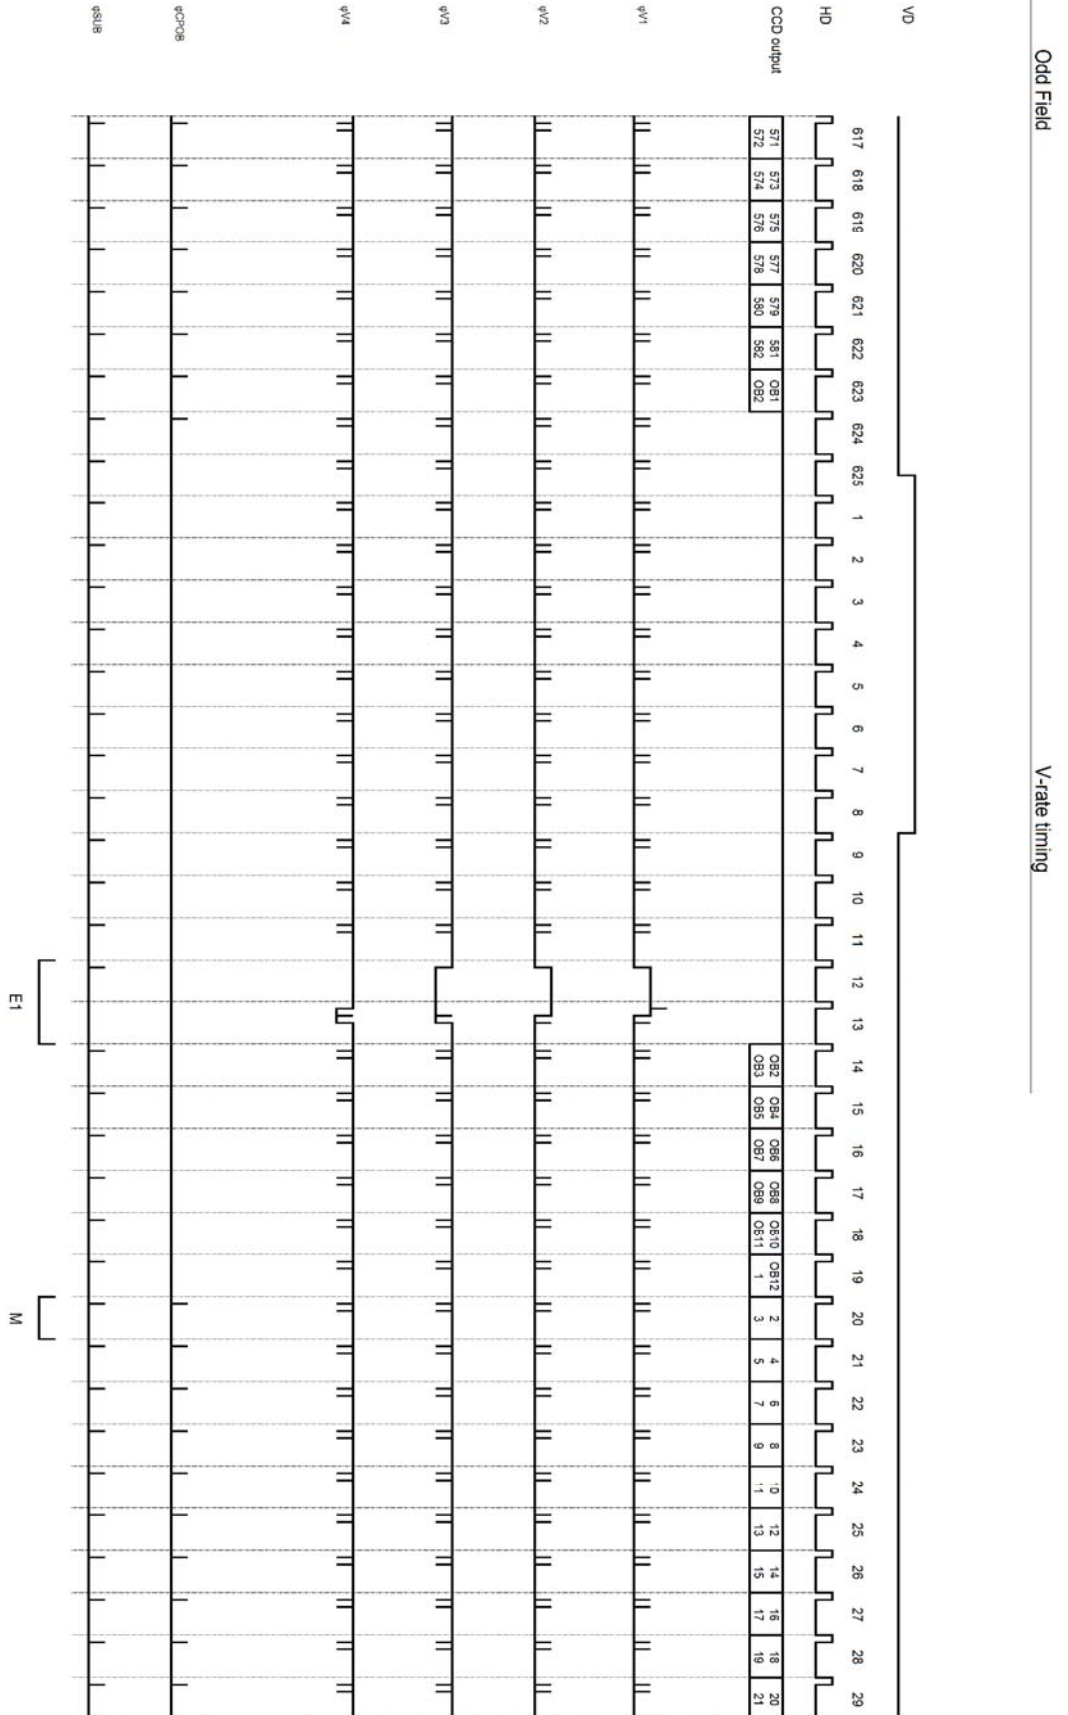 Odd Field
V-rate timing
VD
HD
617 618 619 620 621 622 623 624 625 1 2 3 4 5 6 7 8 9 10 11 12 13 14 15 16 17 18 19 20 21 22 23 24 25 26 27 28 29
CCD output
571 573 575 577 579 581 OB1 OB2 OB4 OB6 OB8 OB10 OB12 2 4 6 8 10 12 14 16 18 20
572 574 576 578 580 582 OB2 OB3 OB5 OB7 OB9 OB11 1 3 5 7 9 11 13 15 17 19 21
φV1
φV2
φV3
φV4
φCPOB
φSUB
E1
M